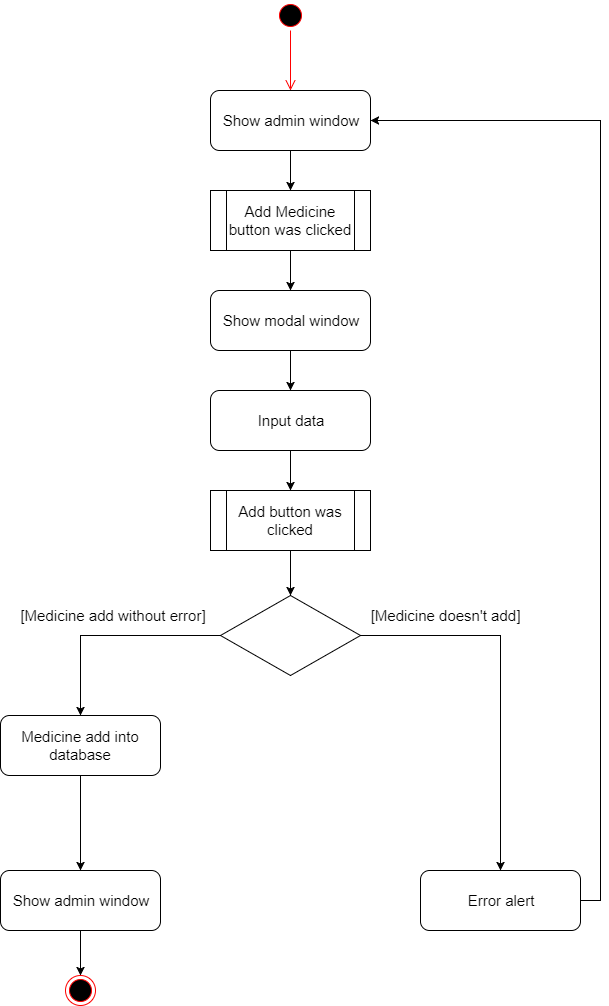 Show admin window
Add Medicine
button was clicked
Show modal window
Input data
Add button was
clicked
[Medicine add without error]
[Medicine doesn't add]
Medicine add into
database
Show admin window
Error alert